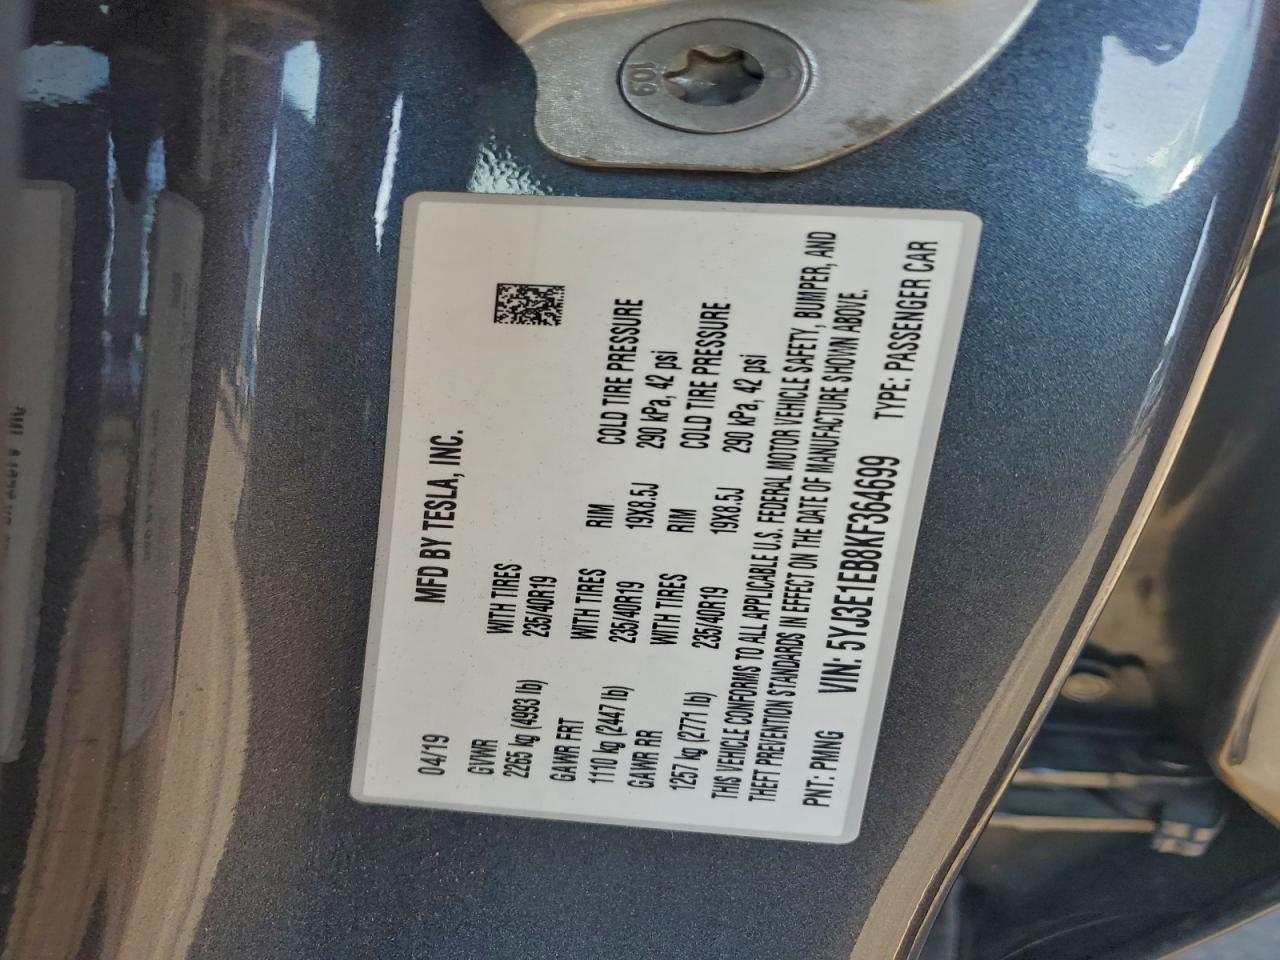 109
MFD BY TESLA, INC.
04/19
GVWR WITH TIRES
2265 kg (4993 lb) 235/40R19
GAWR FRT WITH TIRES RIM COLD TIRE PRESSURE
1110 kg (2447 lb) 235/40R19 19X8.5J 290 kPa, 42 psi
GAWR RR WITH TIRES RIM COLD TIRE PRESSURE
1257 kg (2771 lb) 235/40R19 19X8.5J 290 kPa, 42 psi
THIS VEHICLE CONFORMS TO ALL APPLICABLE U.S. FEDERAL MOTOR VEHICLE SAFETY, BUMPER, AND
THEFT PREVENTION STANDARDS IN EFFECT ON THE DATE OF MANUFACTURE SHOWN ABOVE.
PNT: PMNG VIN: 5YJ3E1EB8KF364699 TYPE: PASSENGER CAR